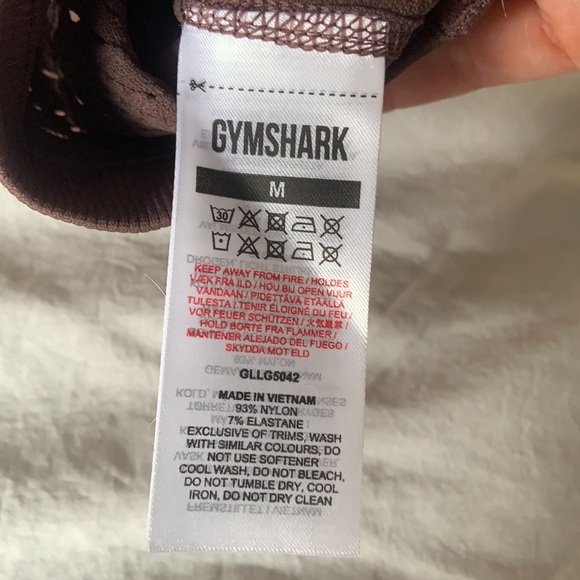 GYMSHARK
M
30
KEEP AWAY FROM FIRE / HOLDES
VÆK FRA ILD / HOU BIJ OPEN VUUR
VANDAAN / PIDETTÄVÄ ETÄÄLLÄ
TULESTA / TENIR ÉLOIGNÉ DU FEU /
VOR FEUER SCHÜTZEN / 火気厳禁 /
HOLD BORTE FRA FLAMMER /
MANTENER ALEJADO DEL FUEGO /
SKYDDA MOT ELD
GLLG5042
MADE IN VIETNAM
93% NYLON
7% ELASTANE
EXCLUSIVE OF TRIMS, WASH
WITH SIMILAR COLOURS, DO
NOT USE SOFTENER
COOL WASH, DO NOT BLEACH,
DO NOT TUMBLE DRY, COOL
IRON, DO NOT DRY CLEAN